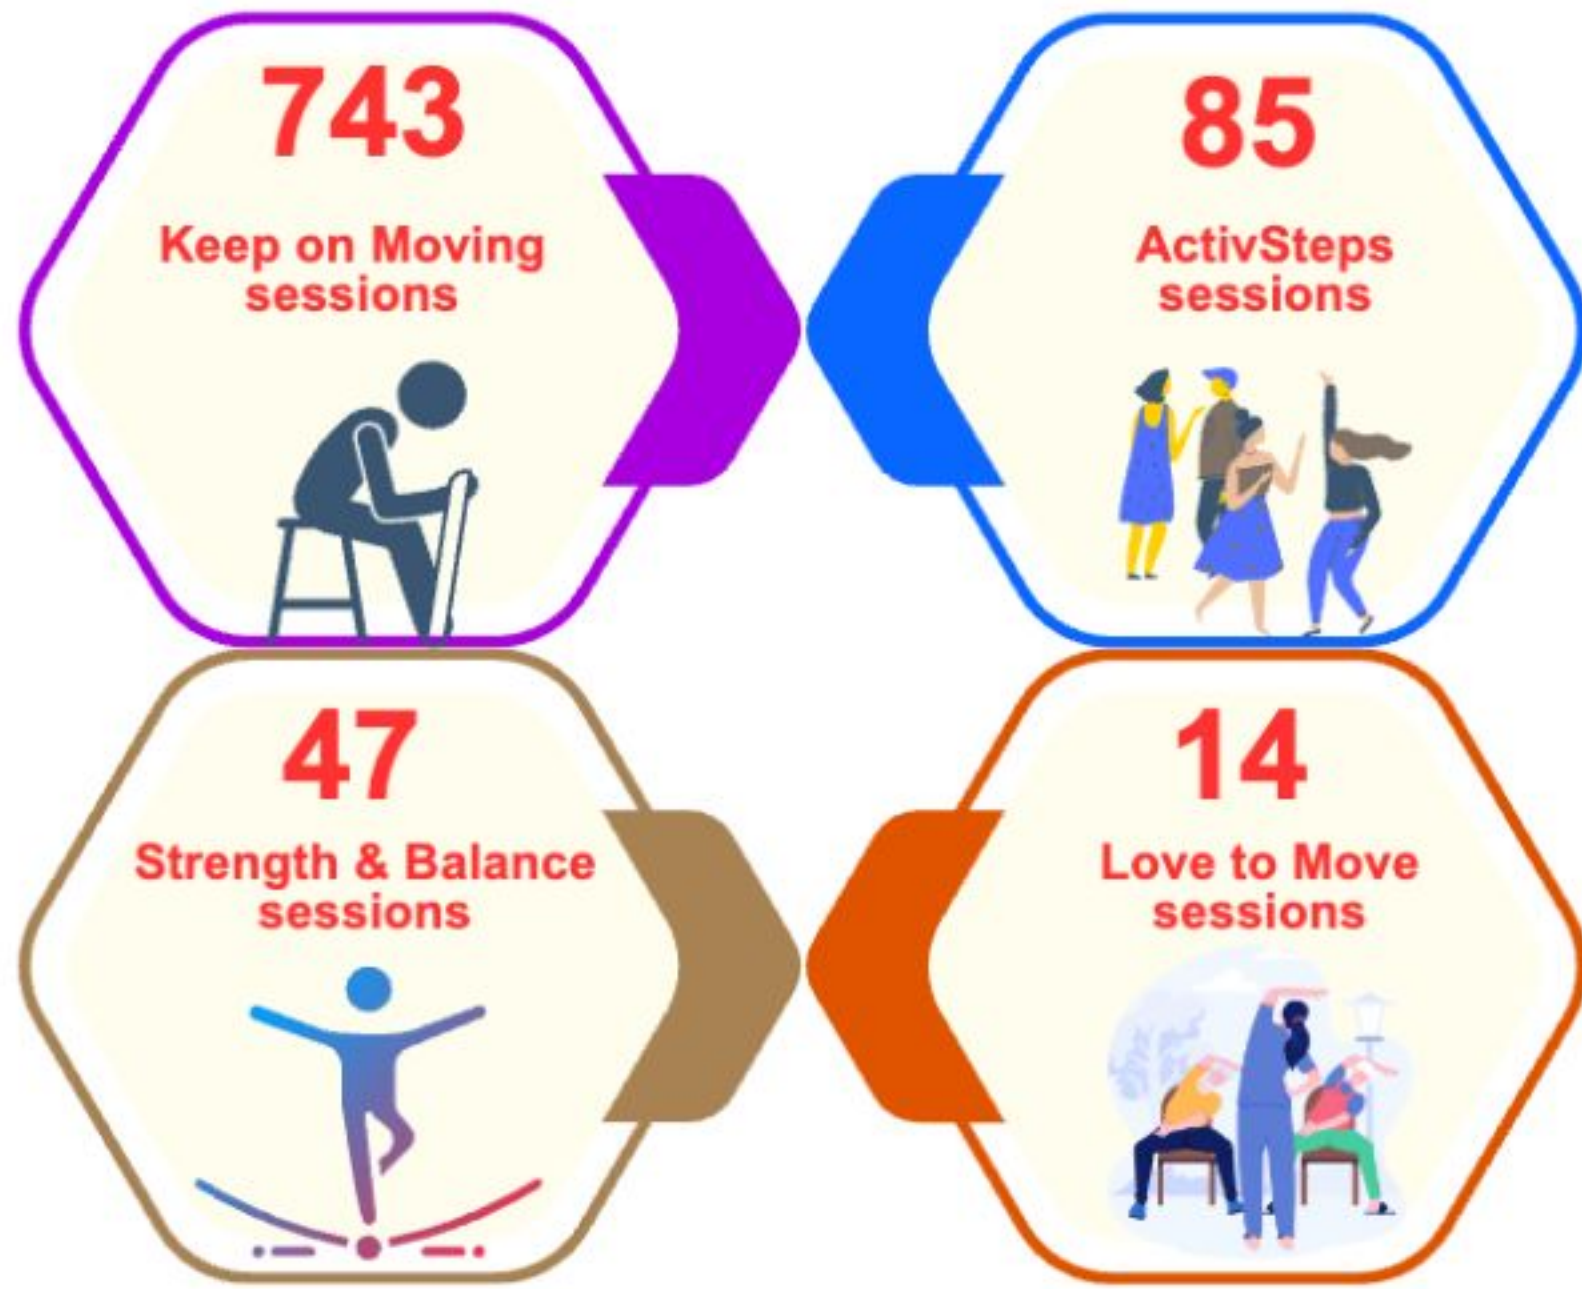 743
Keep on Moving
sessions
85
ActivSteps
sessions
47
Strength & Balance
sessions
14
Love to Move
sessions